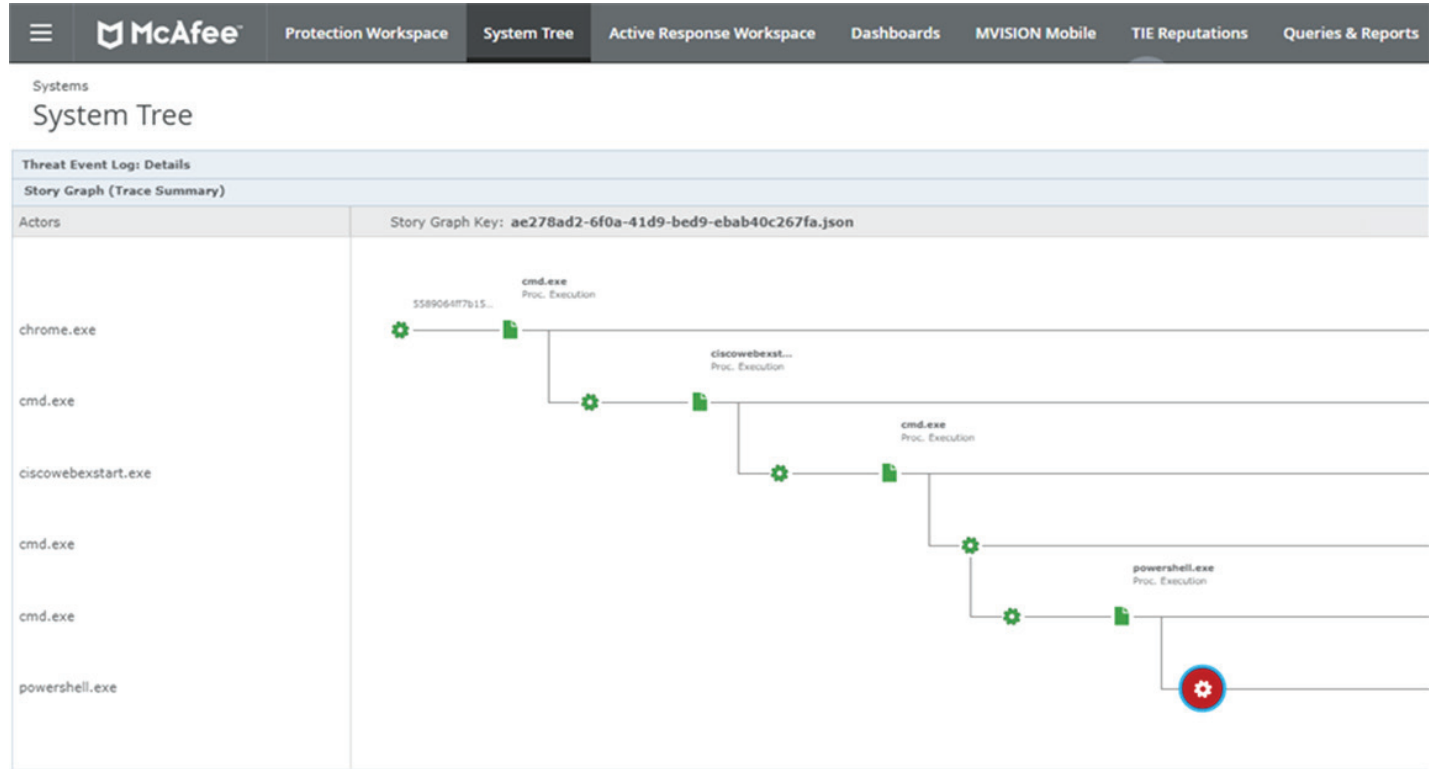 McAfee™
Protection Workspace
System Tree
Active Response Workspace
Dashboards
MVISION Mobile
TIE Reputations
Queries & Reports
Systems
System Tree
Threat Event Log: Details
Story Graph (Trace Summary)
Actors
Story Graph Key: ae278ad2-6f0a-41d9-bed9-ebab40c267fa.json
cmd.exe
Proc. Execution
5589064ff7b15...
chrome.exe
ciscowebexst...
Proc. Execution
cmd.exe
cmd.exe
Proc. Execution
ciscowebexstart.exe
cmd.exe
powershell.exe
Proc. Execution
cmd.exe
powershell.exe